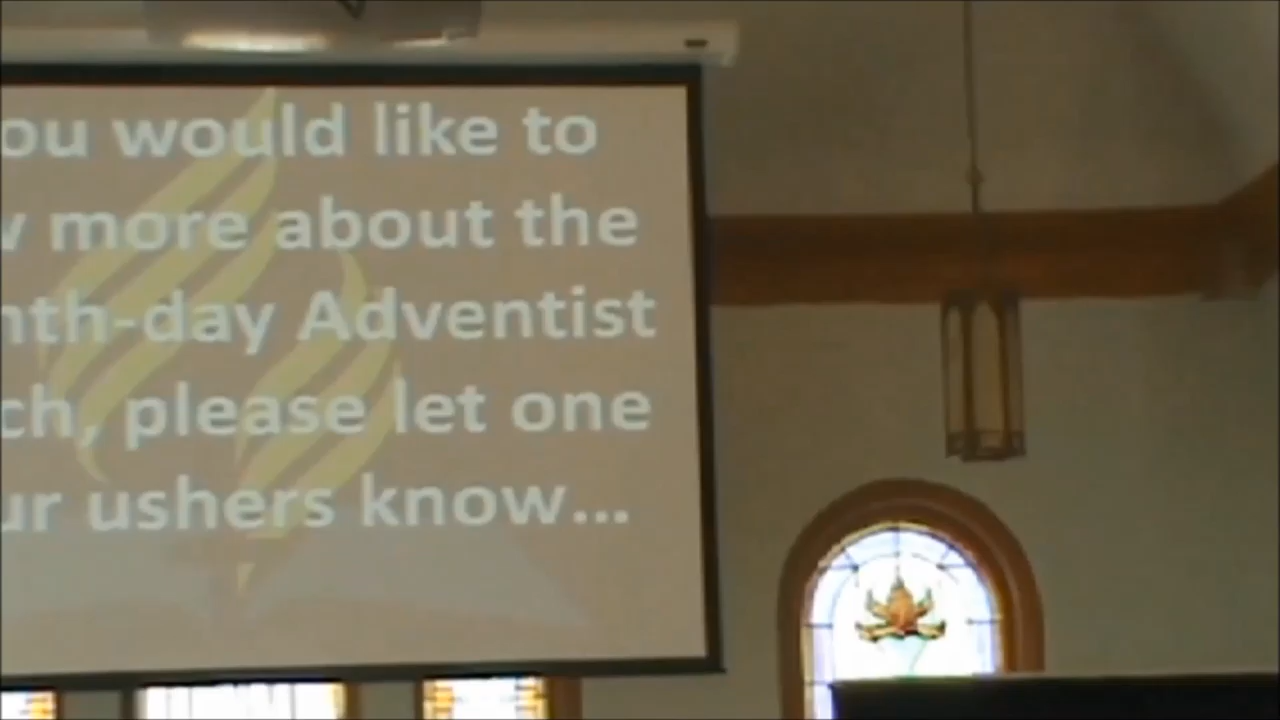 ou would like to
w more about the
nth-day Adventist
ch, please let one
ur ushers know...